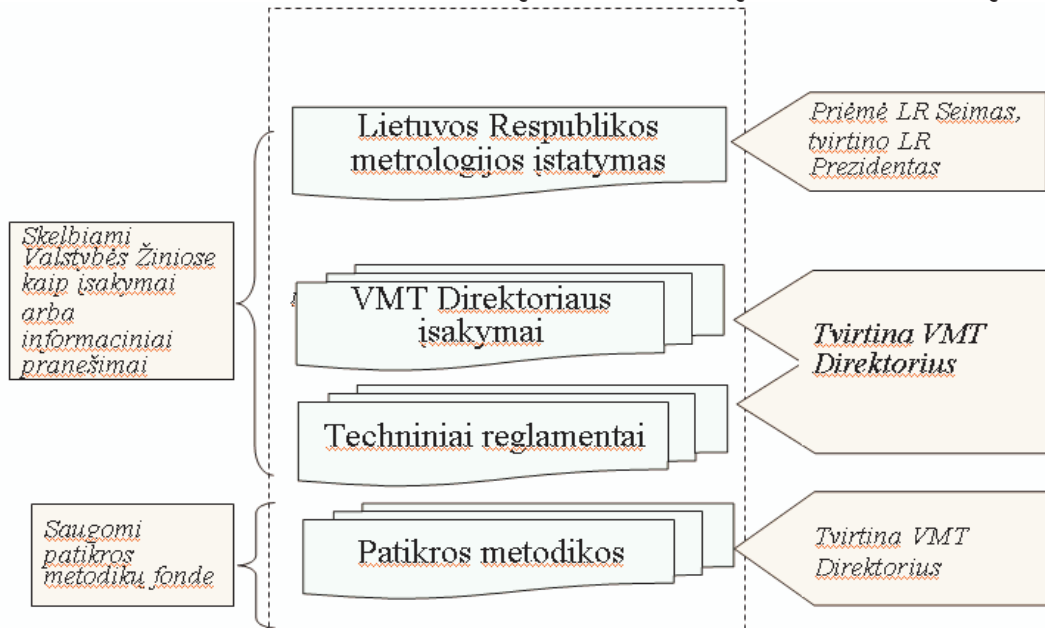 Lietuvos Respublikos
metrologijos įstatymas
Priėmė LR Seimas,
tvirtino LR
Prezidentas
Skelbiami
Valstybės Žiniose
kaip įsakymai
arba
informaciniai
pranešimai
VMT Direktoriaus
įsakymai
Tvirtina VMT
Direktorius
Techniniai reglamentai
Saugomi
patikros
metodikų fonde
Patikros metodikos
Tvirtina VMT
Direktorius